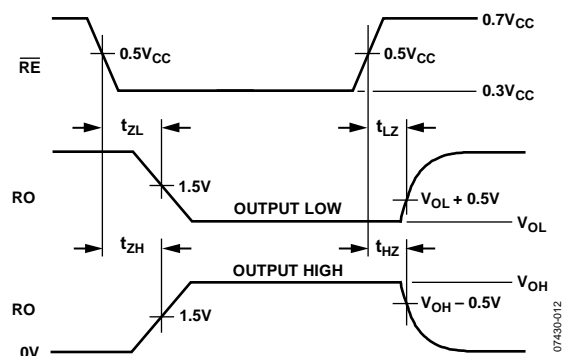 0.7VCC
RE
0.5VCC
0.5VCC
0.3VCC
tZL
tLZ
RO
1.5V
VOL + 0.5V
OUTPUT LOW
VOL
tZH
tHZ
OUTPUT HIGH
VOH
RO
1.5V
VOH – 0.5V
0V
07430-012